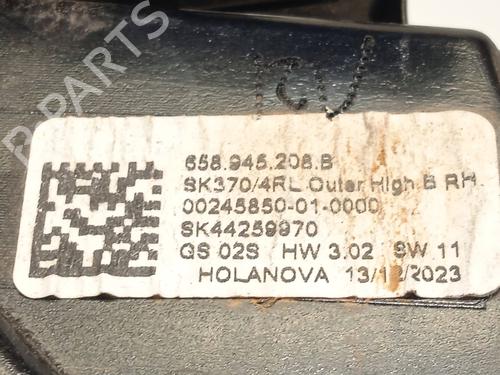 658.945.208.B
SK370/4RL Outer High B RH
00245850-01-0000
SK44259970
QS 02S HW 3.02 SW 11
HOLANOVA 13/12/2023